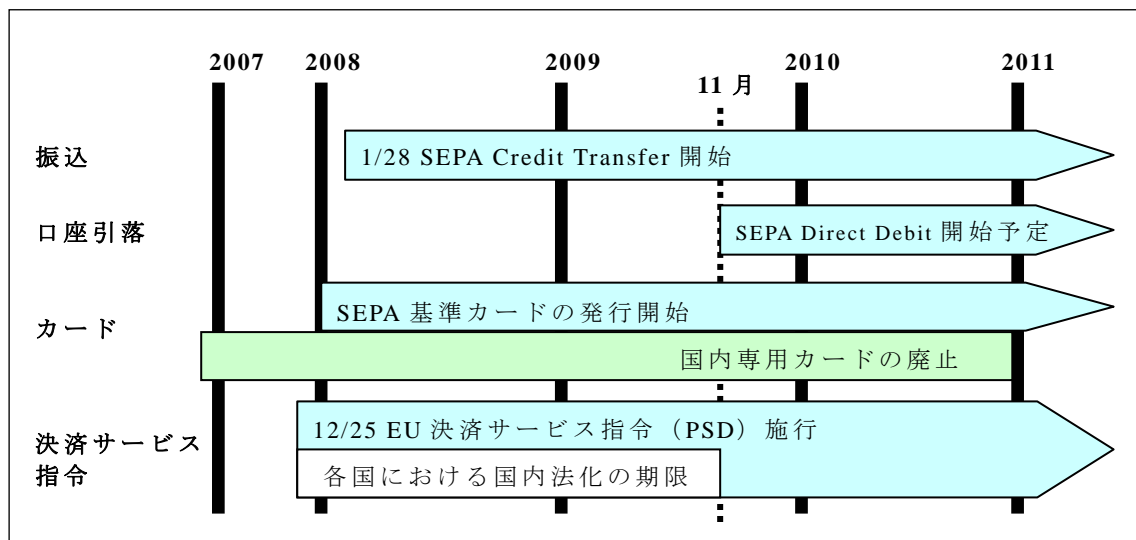 2007 2008 2009 2010 2011
11 月
振込
1/28 SEPA Credit Transfer 開始
口座引落
SEPA Direct Debit 開始予定
カード
SEPA 基準カードの発行開始
国内専用カードの廃止
決済サービス
指令
12/25 EU 決済サービス指令（PSD）施行
各国における国内法化の期限